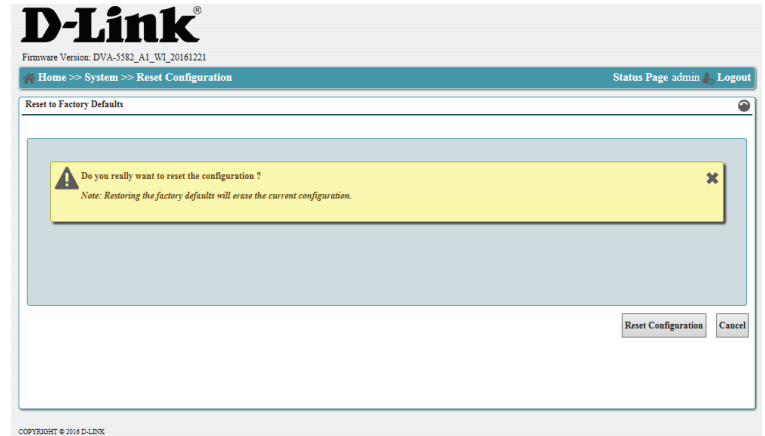 D-Link®
Firmware Version: DVA-5582_A1_WI_20161221
Home >> System >> Reset Configuration
Status Page admin Logout
Reset to Factory Defaults
Do you really want to reset the configuration ?
Note: Restoring the factory defaults will erase the current configuration.
Reset Configuration
Cancel
COPYRIGHT © 2016 D-LINK